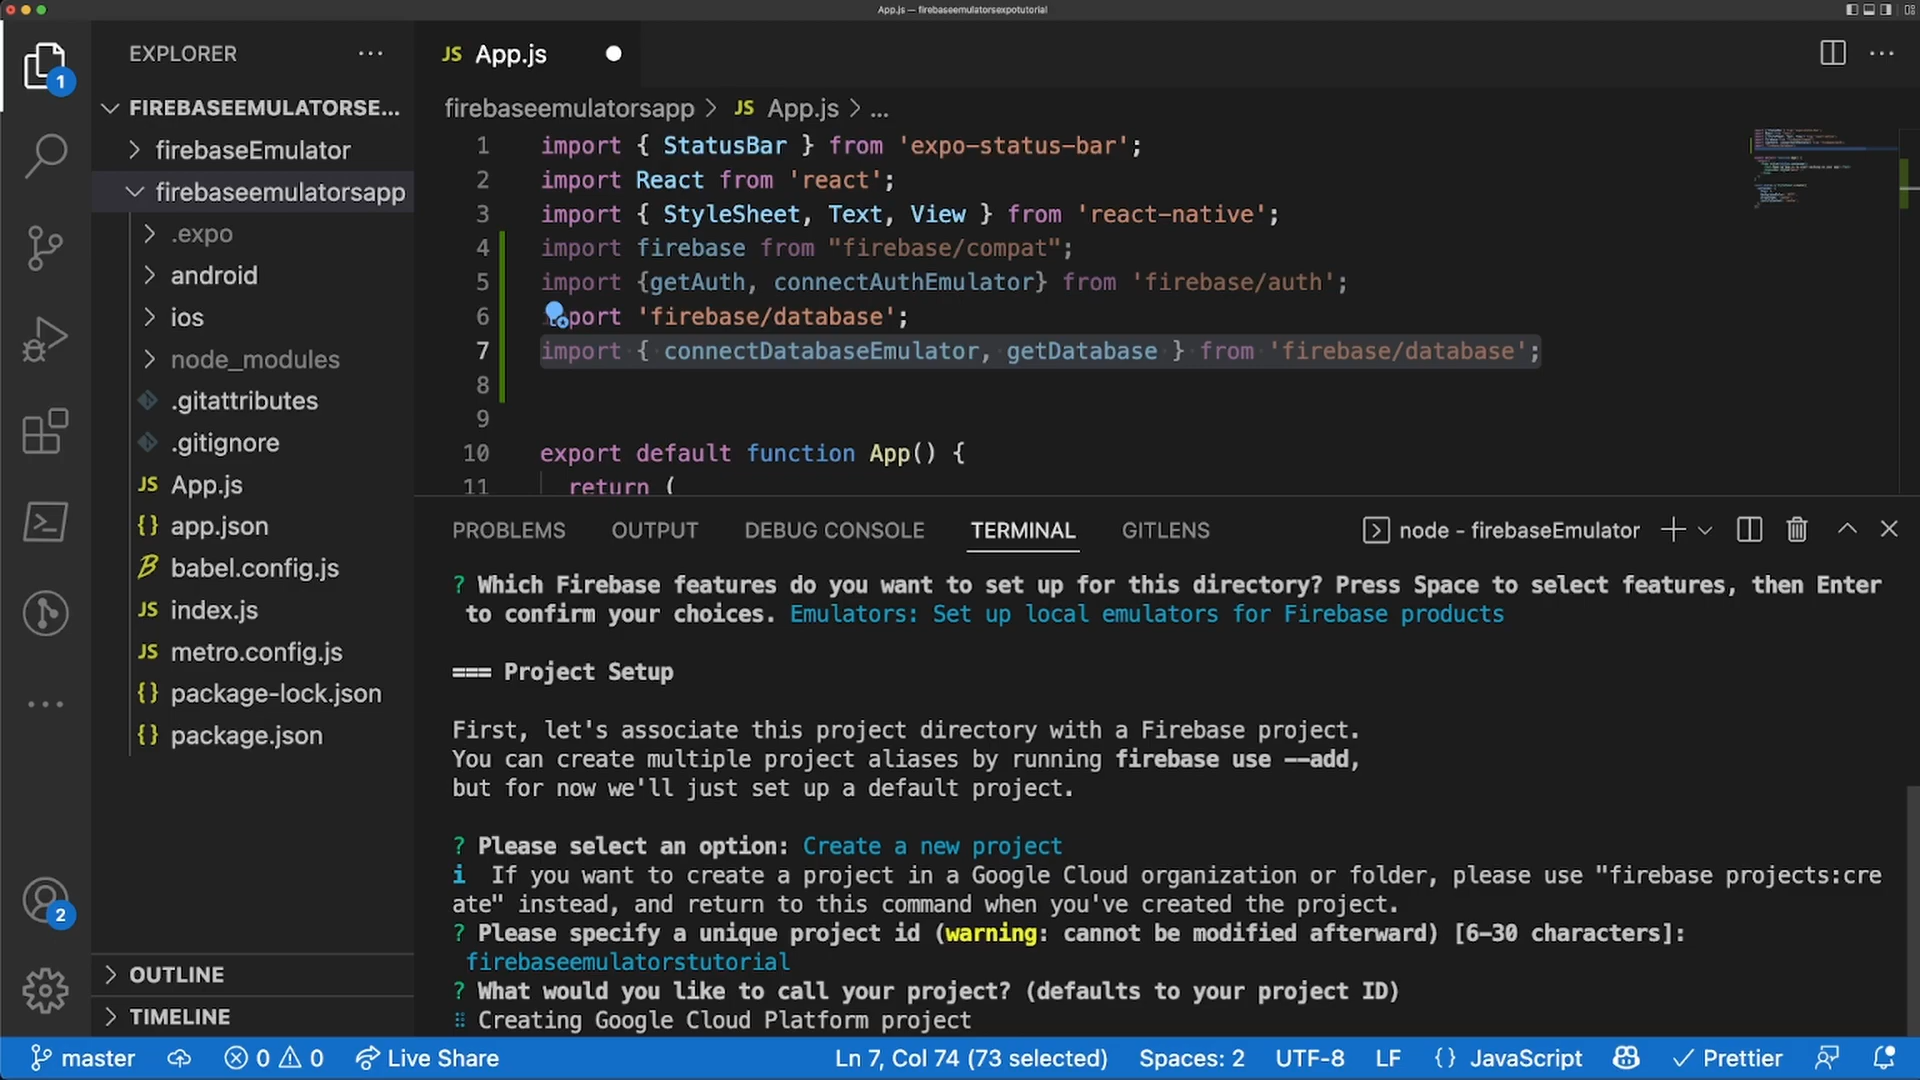 App.js — firebaseemulatorsexpotutorial
EXPLORER
FIREBASEEMULATORSE...
firebaseEmulator
firebaseemulatorsapp
.expo
android
ios
node_modules
.gitattributes
.gitignore
JS App.js
{} app.json
babel.config.js
JS index.js
JS metro.config.js
{} package-lock.json
{} package.json
OUTLINE
TIMELINE
1
2
JS App.js
firebaseemulatorsapp > JS App.js > ...
1 import { StatusBar } from 'expo-status-bar';
2 import React from 'react';
3 import { StyleSheet, Text, View } from 'react-native';
4 import firebase from "firebase/compat";
5 import {getAuth, connectAuthEmulator} from 'firebase/auth';
6 import 'firebase/database';
7 import { connectDatabaseEmulator, getDatabase } from 'firebase/database';
8
9
10 export default function App() {
11 return (
PROBLEMS OUTPUT DEBUG CONSOLE TERMINAL GITLENS node - firebaseEmulator
? Which Firebase features do you want to set up for this directory? Press Space to select features, then Enter
to confirm your choices. Emulators: Set up local emulators for Firebase products
=== Project Setup
First, let's associate this project directory with a Firebase project.
You can create multiple project aliases by running firebase use --add,
but for now we'll just set up a default project.
? Please select an option: Create a new project
i If you want to create a project in a Google Cloud organization or folder, please use "firebase projects:cre
ate" instead, and return to this command when you've created the project.
? Please specify a unique project id (warning: cannot be modified afterward) [6-30 characters]:
firebaseemulatorstutorial
? What would you like to call your project? (defaults to your project ID)
⠿ Creating Google Cloud Platform project
master 0 0 Live Share Ln 7, Col 74 (73 selected) Spaces: 2 UTF-8 LF {} JavaScript Prettier